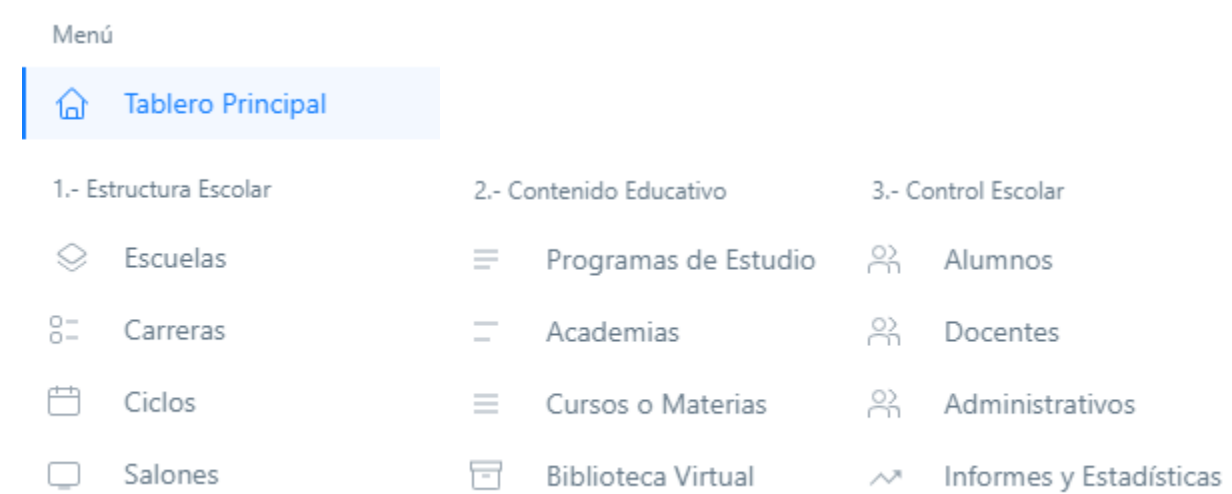 Menú
Tablero Principal
1.- Estructura Escolar
Escuelas
Carreras
Ciclos
Salones
2.- Contenido Educativo
Programas de Estudio
Academias
Cursos o Materias
Biblioteca Virtual
3.- Control Escolar
Alumnos
Docentes
Administrativos
Informes y Estadísticas